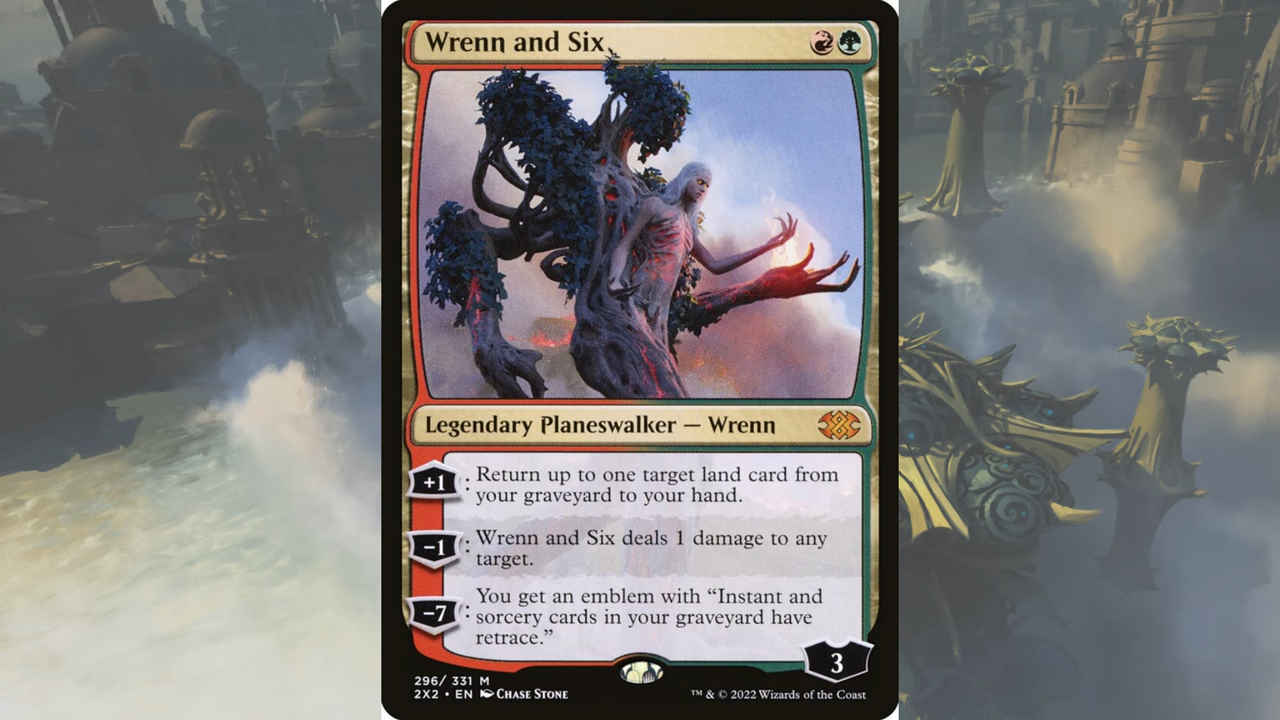 Wrenn and Six
Legendary Planeswalker — Wrenn
+1: Return up to one target land card from
your graveyard to your hand.
−1: Wrenn and Six deals 1 damage to any
target.
−7: You get an emblem with “Instant and
sorcery cards in your graveyard have
retrace.”
3
296/ 331 M
2X2 • EN CHASE STONE
™ & © 2022 Wizards of the Coast